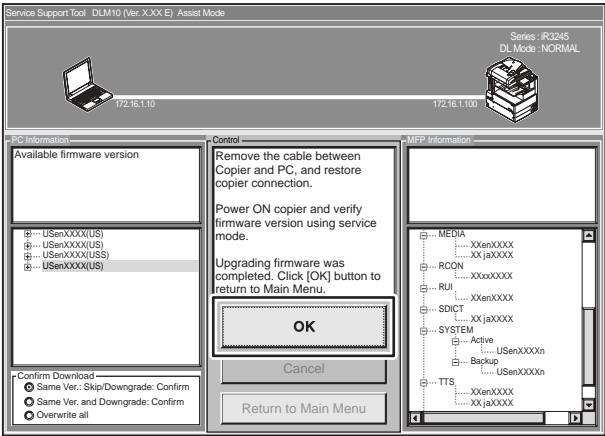 Service Support Tool DLM10 (Ver. X.XX E) Assist Mode
Series : iR3245
DL Mode : NORMAL
172.16.1.10
172.16.1.100
PC Information
Available firmware version
USenXXXX(US)
USenXXXX(US)
USenXXXX(USS)
USenXXXX(US)
Confirm Download
Same Ver.: Skip/Downgrade: Confirm
Same Ver. and Downgrade: Confirm
Overwrite all
Control
Remove the cable between
Copier and PC, and restore
copier connection.
Power ON copier and verify
firmware version using service
mode.
Upgrading firmware was
completed. Click [OK] button to
return to Main Menu.
OK
Cancel
Return to Main Menu
MFP Information
MEDIA
XXenXXXX
XX jaXXXX
RCON
XXxxXXXX
RUI
XXenXXXX
SDICT
XX jaXXXX
SYSTEM
Active
USenXXXXn
Backup
USenXXXXn
TTS
XXenXXXX
XX jaXXXX